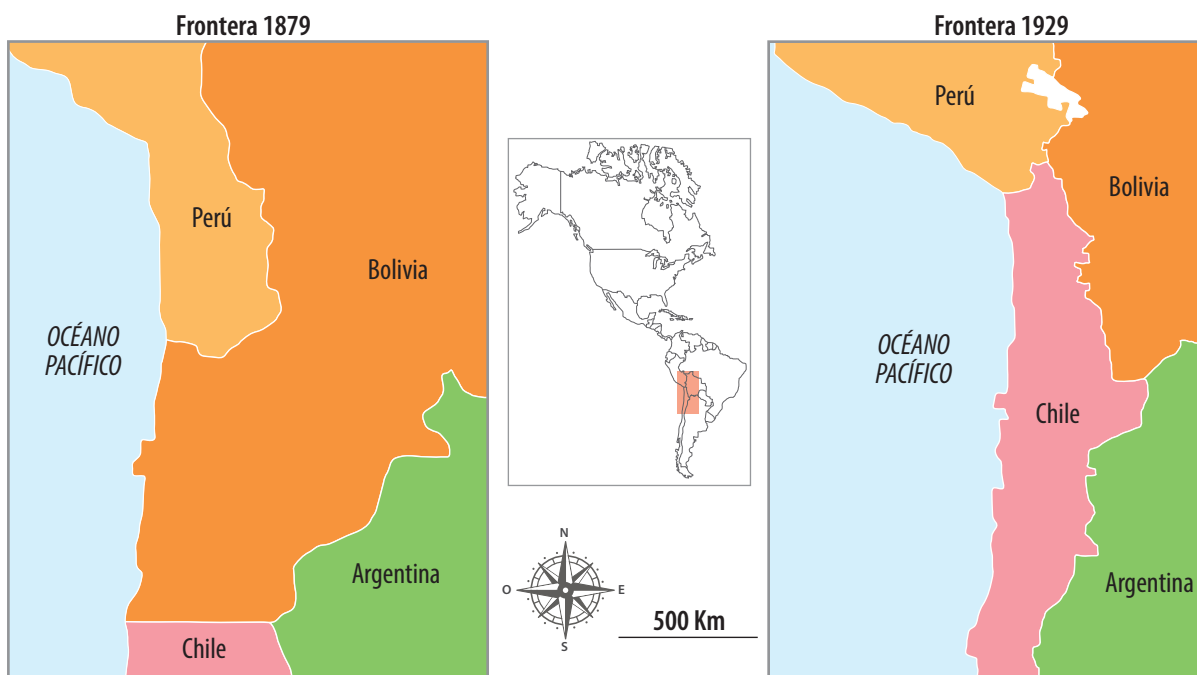 Frontera 1879
Perú
Bolivia
OCÉANO
PACÍFICO
Argentina
Chile
N
O
E
S
500 Km
Frontera 1929
Perú
Bolivia
OCÉANO
PACÍFICO
Chile
Argentina